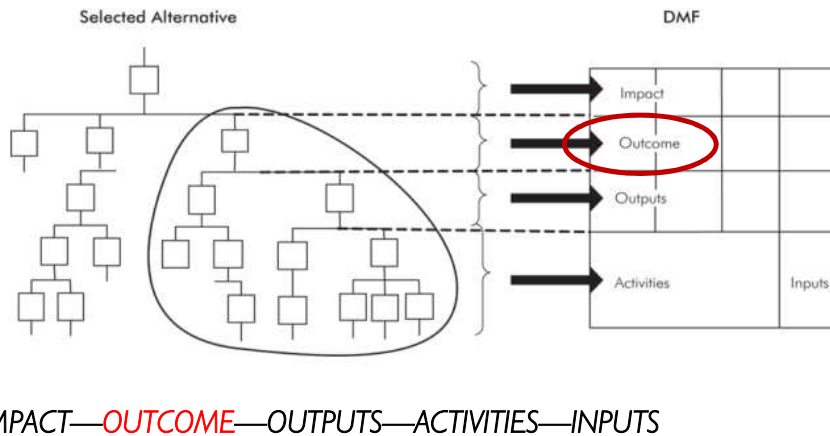 Selected Alternative DMF
Impact
Outcome
Outputs
Activities Inputs
MPACT—OUTCOME—OUTPUTS—ACTIVITIES—INPUTS